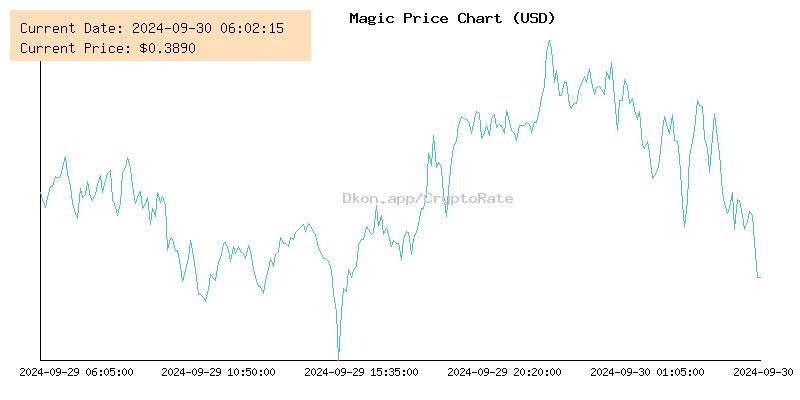 Magic Price Chart (USD)
Current Date: 2024-09-30 06:02:15
Current Price: $0.3890
Dkon.app/CryptoRate
2024-09-29 06:05:00 2024-09-29 10:50:00 2024-09-29 15:35:00 2024-09-29 20:20:00 2024-09-30 01:05:00 2024-09-30